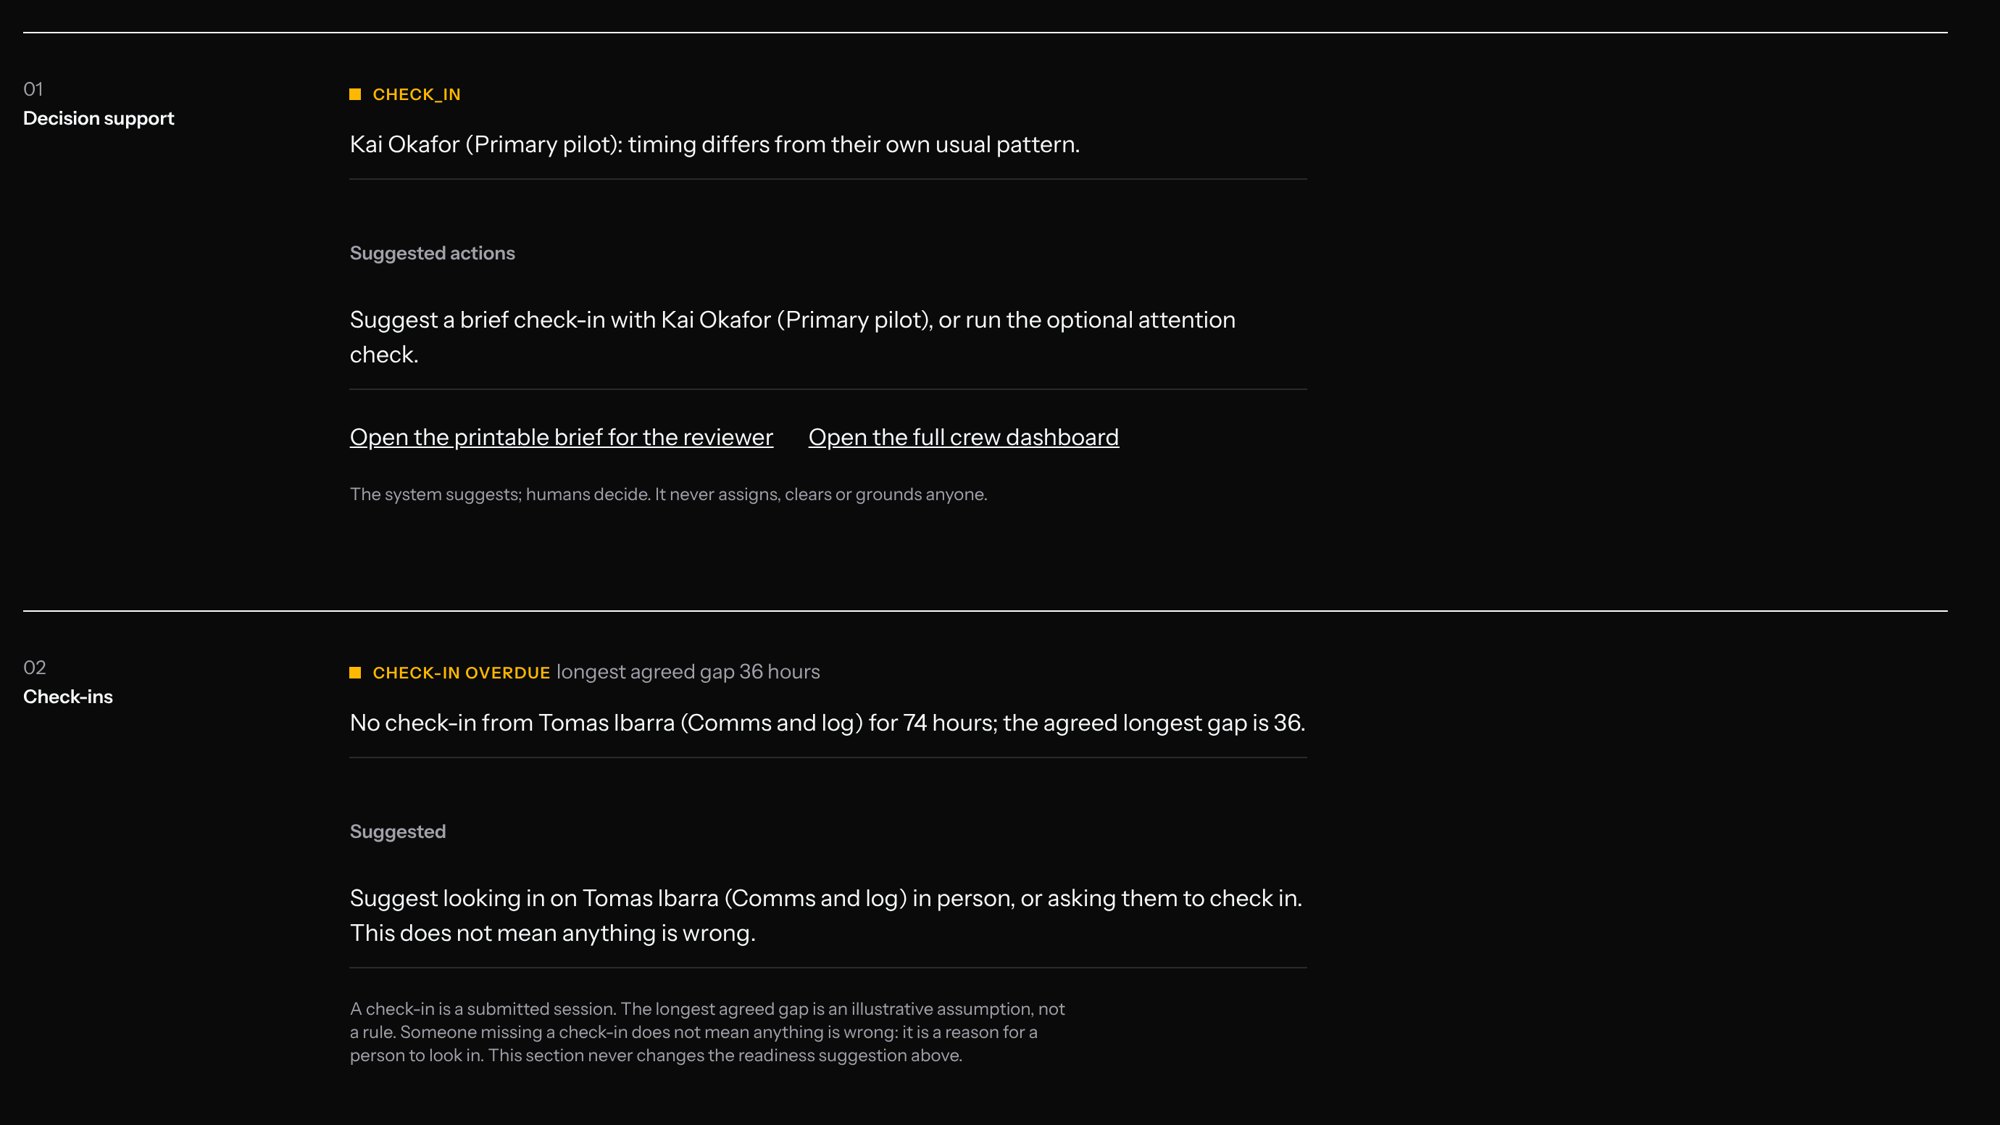 01
Decision support
CHECK_IN
Kai Okafor (Primary pilot): timing differs from their own usual pattern.
Suggested actions
Suggest a brief check-in with Kai Okafor (Primary pilot), or run the optional attention
check.
Open the printable brief for the reviewer
Open the full crew dashboard
The system suggests; humans decide. It never assigns, clears or grounds anyone.
02
Check-ins
CHECK-IN OVERDUE longest agreed gap 36 hours
No check-in from Tomas Ibarra (Comms and log) for 74 hours; the agreed longest gap is 36.
Suggested
Suggest looking in on Tomas Ibarra (Comms and log) in person, or asking them to check in.
This does not mean anything is wrong.
A check-in is a submitted session. The longest agreed gap is an illustrative assumption, not
a rule. Someone missing a check-in does not mean anything is wrong: it is a reason for a
person to look in. This section never changes the readiness suggestion above.